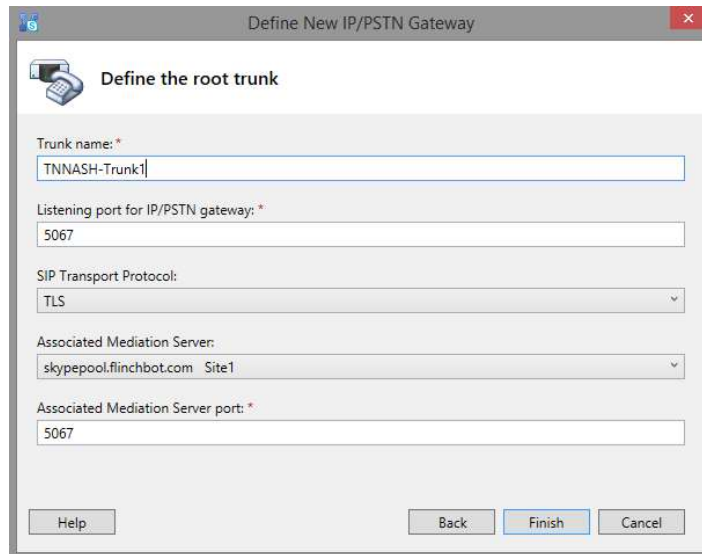 Define New IP/PSTN Gateway
Define the root trunk
Trunk name: *
TNNASH-Trunk1
Listening port for IP/PSTN gateway: *
5067
SIP Transport Protocol:
TLS
Associated Mediation Server:
skypepool.flinchbot.com Site1
Associated Mediation Server port: *
5067
Help Back Finish Cancel